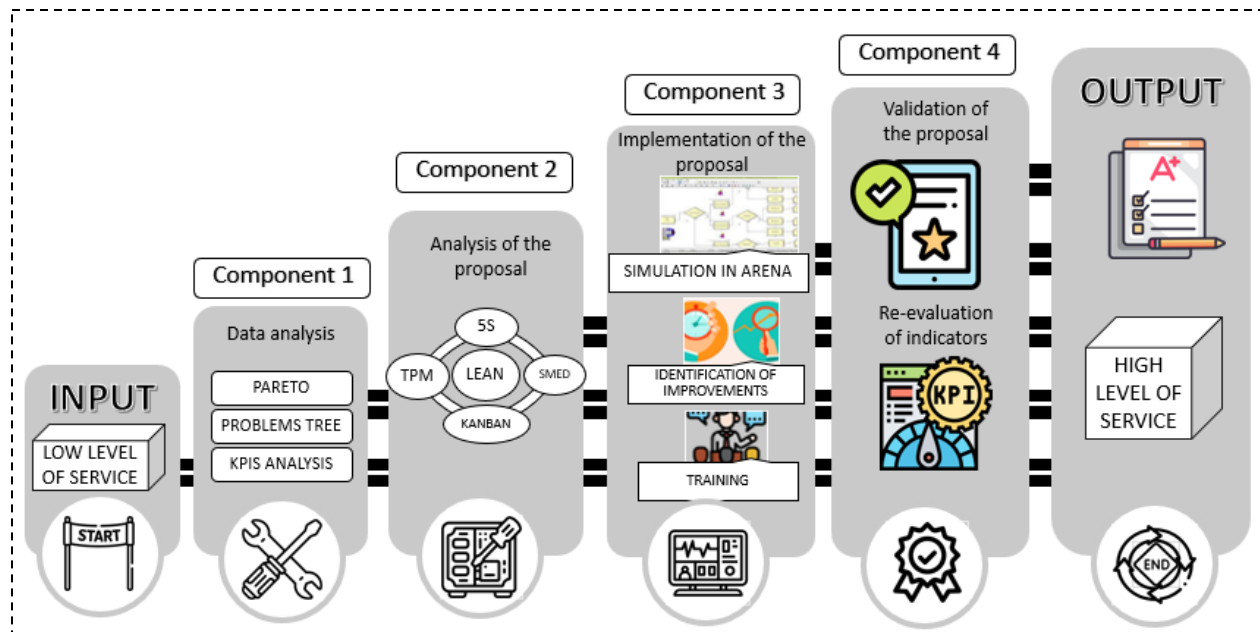 INPUT
LOW LEVEL
OF SERVICE
START
Component 1
Data analysis
PARETO
PROBLEMS TREE
KPIS ANALYSIS
Component 2
Analysis of the
proposal
5S
TPM
LEAN
SMED
KANBAN
Component 3
Implementation of the
proposal
SIMULATION IN ARENA
IDENTIFICATION OF
IMPROVEMENTS
TRAINING
Component 4
Validation of
the proposal
Re-evaluation
of indicators
KPI
OUTPUT
A+
HIGH
LEVEL OF
SERVICE
END